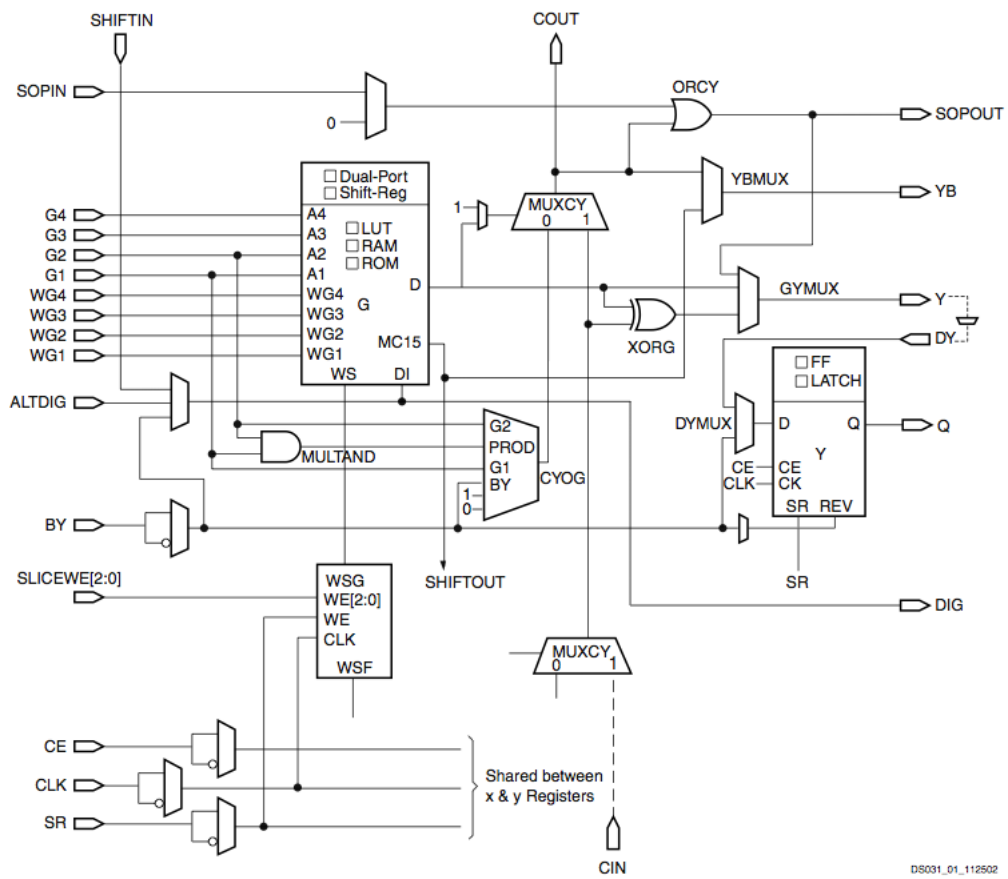 SHIFTIN
COUT
SOPIN
ORCY
0
SOPOUT
Dual-Port
Shift-Reg
YBMUX
YB
G4
A4
1
MUXCY
0 1
G3
A3
LUT
G2
A2
RAM
G1
A1
ROM
D
WG4
WG4
G
GYMUX
Y
WG3
WG3
WG2
WG2
MC15
XORG
DY
WG1
WG1
WS
DI
FF
LATCH
ALTDIG
G2
DYMUX
D
Q
Q
MULTAND
PROD
G1
CYOG
Y
BY
CE
CE
1
CLK
CK
0
BY
SR REV
SLICEWE[2:0]
WSG
SHIFTOUT
SR
WE[2:0]
DIG
WE
CLK
MUXCY
0 1
WSF
CE
CLK
Shared between
x & y Registers
SR
CIN
DS031_01_112502